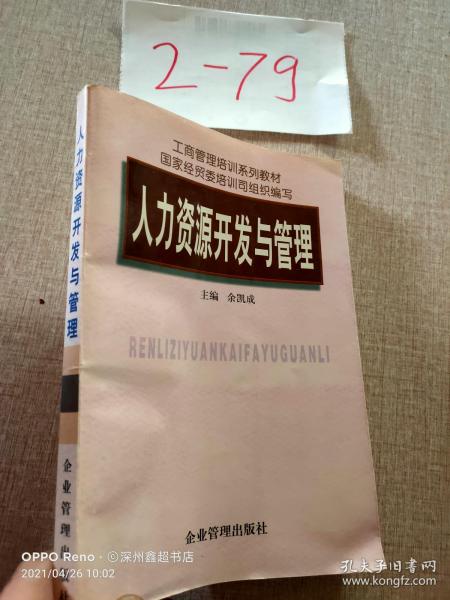 2-79
工商管理培训系列教材
国家经贸委培训司组织编写
人力资源开发与管理
主编 余凯成
RENLIZIYUANKAIFAYUGUANLI
企业管理出版社
人力资源开发与管理
企业管理出
OPPO Reno · ©深州鑫超书店
2021/04/26 10:02
孔夫子旧书网
www.kongfz.com